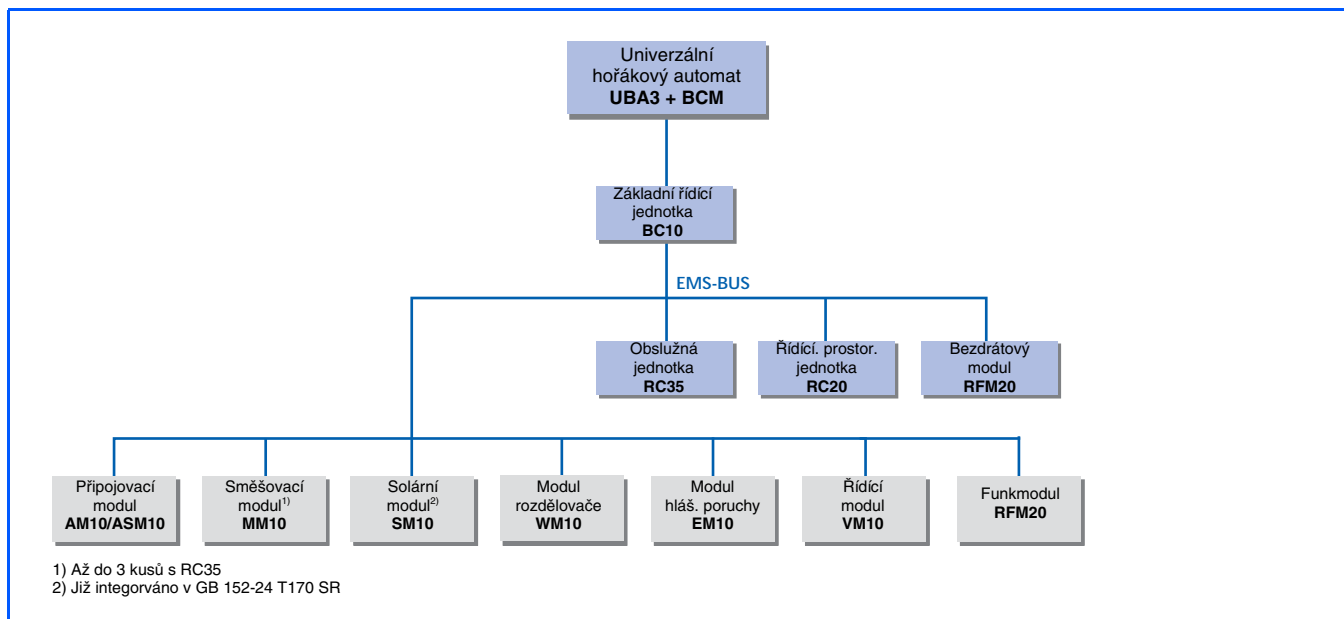 Univerzální
hořákový automat
UBA3 + BCM
Základní řídící
jednotka
BC10
EMS-BUS
Obslužná
jednotka
RC35
Řídící. prostor.
jednotka
RC20
Bezdrátový
modul
RFM20
Připojovací
modul
AM10/ASM10
Směšovací
modul1)
MM10
Solární
modul2)
SM10
Modul
rozdělovače
WM10
Modul
hláš. poruchy
EM10
Řídící
modul
VM10
Funkmodul
RFM20
1) Až do 3 kusů s RC35
2) Již integorváno v GB 152-24 T170 SR